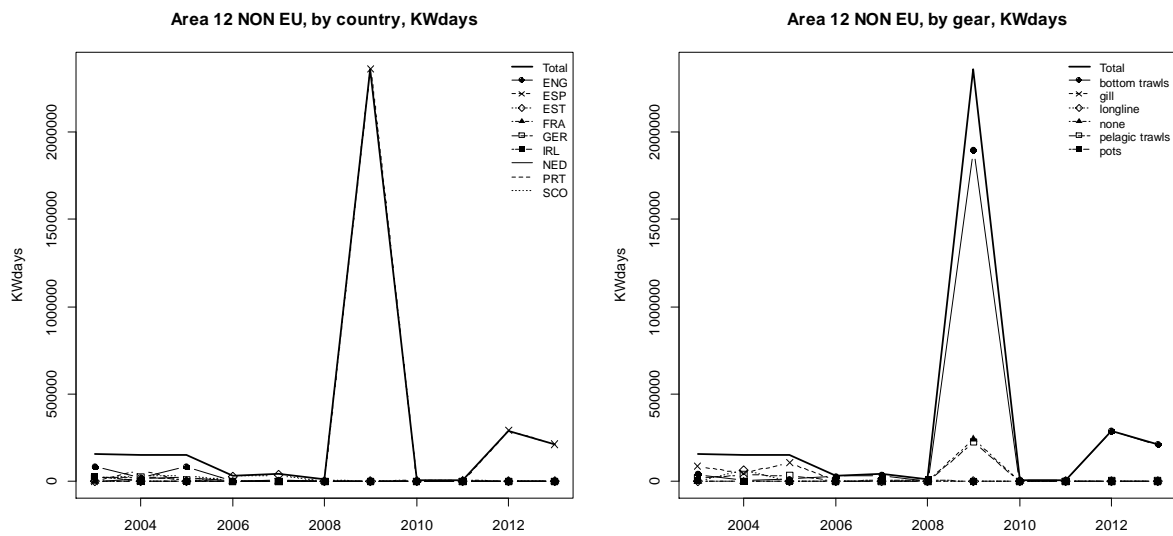 Area 12 NON EU, by country, KWdays
KWdays
0
500000
1000000
1500000
2000000
2004
2006
2008
2010
2012
Total
ENG
ESP
EST
FRA
GER
IRL
NED
PRT
SCO
Area 12 NON EU, by gear, KWdays
KWdays
0
500000
1000000
1500000
2000000
2004
2006
2008
2010
2012
Total
bottom trawls
gill
longline
none
pelagic trawls
pots